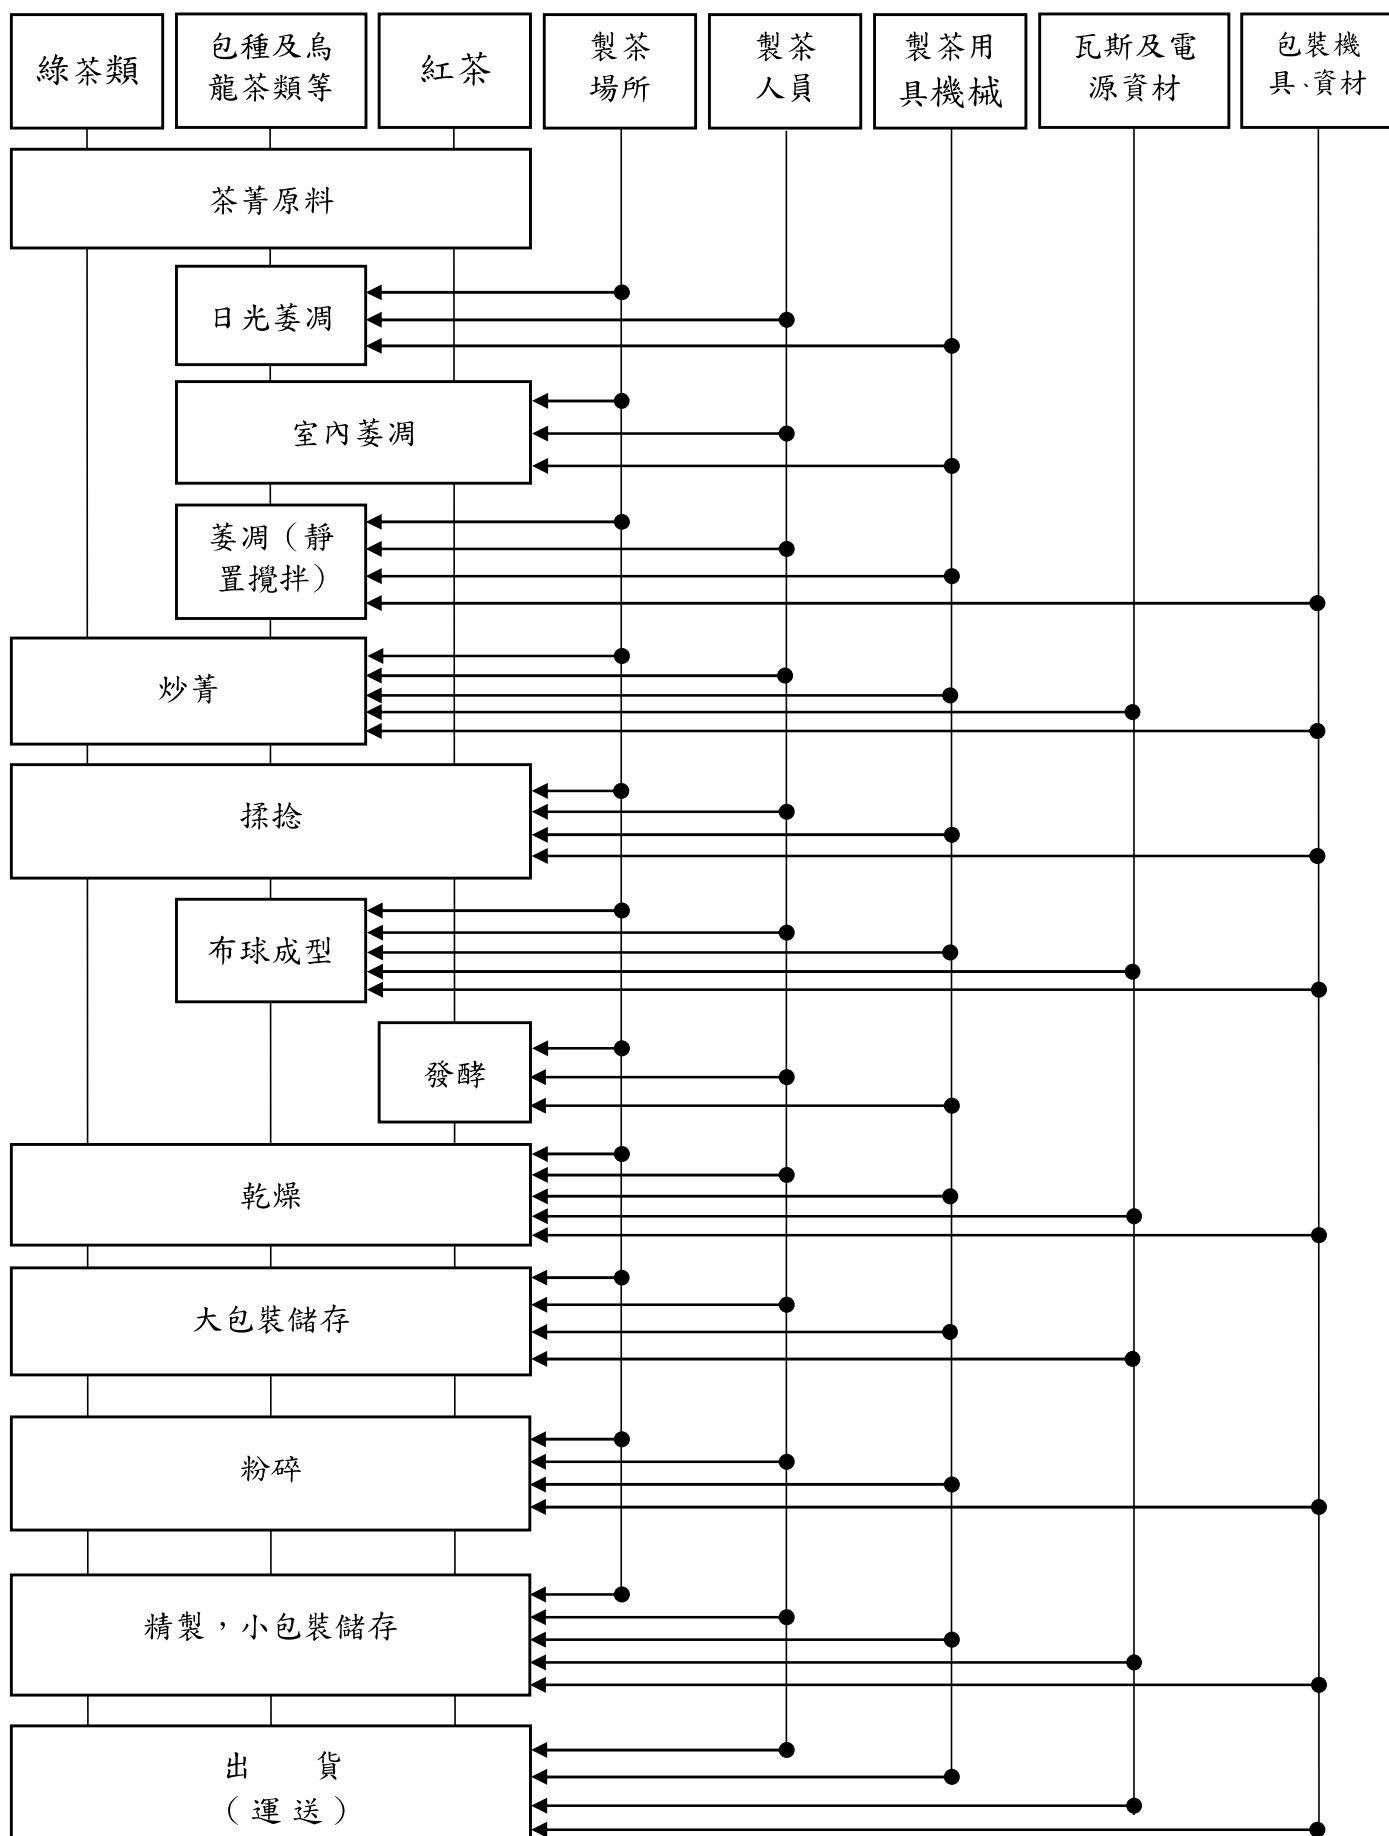 綠茶類
包種及烏
龍茶類等
紅茶
製茶
場所
製茶
人員
製茶用
具機械
瓦斯及電
源資材
包裝機
具、資材
茶菁原料
日光萎凋
室內萎凋
萎凋（靜
置攪拌）
炒菁
揉捻
布球成型
發酵
乾燥
大包裝儲存
粉碎
精製，小包裝儲存
出　　貨
（運送）